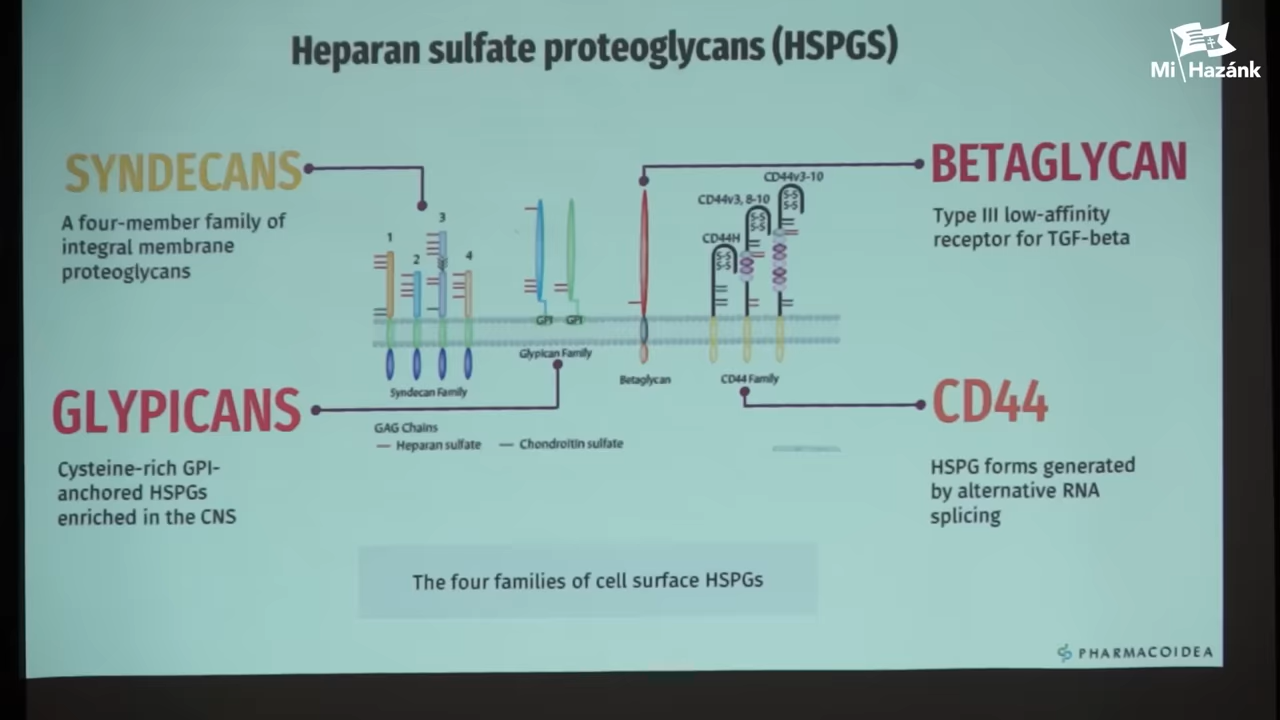 Heparan sulfate proteoglycans (HSPGS)
Mi Hazánk
SYNDECANS
A four-member family of
integral membrane
proteoglycans
BETAGLYCAN
Type III low-affinity
receptor for TGF-beta
1
2
3
4
GPI
GPI
CD44H
S-S
S-S
CD44v3, 8-10
S-S
S-S
CD44v3-10
S-S
S-S
Syndecan Family
Glypican Family
Betaglycan
CD44 Family
GAG Chains
Heparan sulfate
Chondroitin sulfate
GLYPICANS
Cysteine-rich GPI-
anchored HSPGs
enriched in the CNS
CD44
HSPG forms generated
by alternative RNA
splicing
The four families of cell surface HSPGs
PHARMACOIDEA